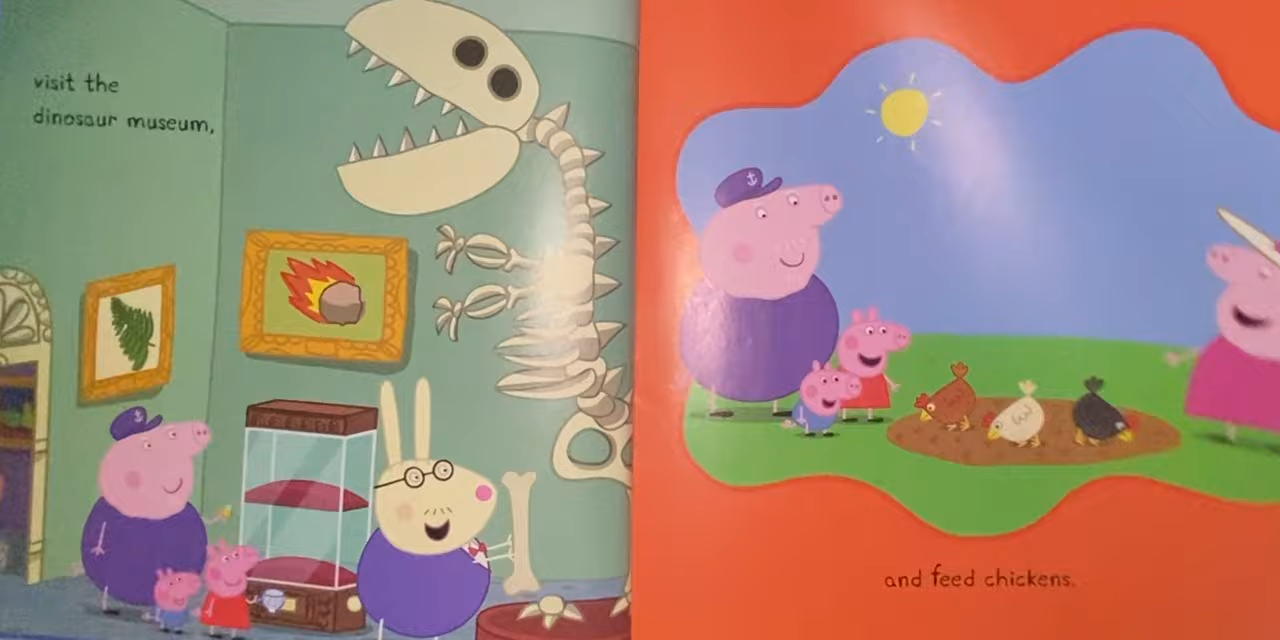 visit the
dinosaur museum,
and feed chickens.